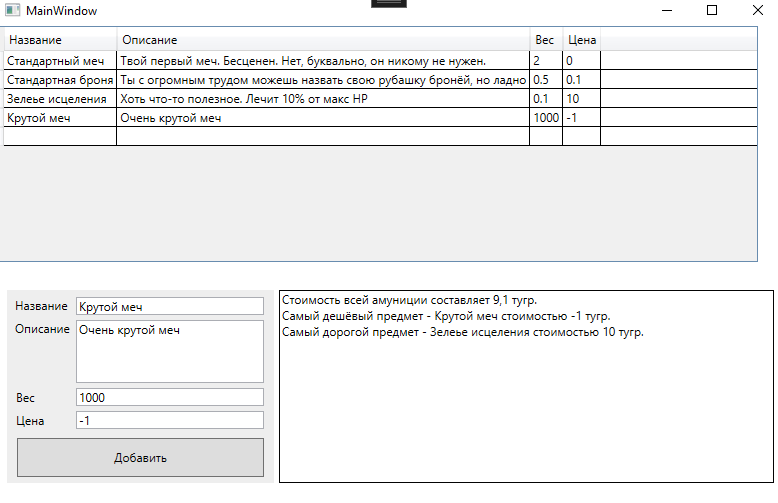 MainWindow
Название Описание Вес Цена
Стандартный меч Твой первый меч. Бесценен. Нет, буквально, он никому не нужен. 2 0
Стандартная броня Ты с огромным трудом можешь назвать свою рубашку бронёй, но ладно 0.5 0.1
Зелеье исцеления Хоть что-то полезное. Лечит 10% от макс HP 0.1 10
Крутой меч Очень крутой меч 1000 -1
Название Крутой меч
Описание Очень крутой меч
Вес 1000
Цена -1
Добавить
Стоимость всей амуниции составляет 9,1 тугр.
Самый дешёвый предмет - Крутой меч стоимостью -1 тугр.
Самый дорогой предмет - Зелеье исцеления стоимостью 10 тугр.